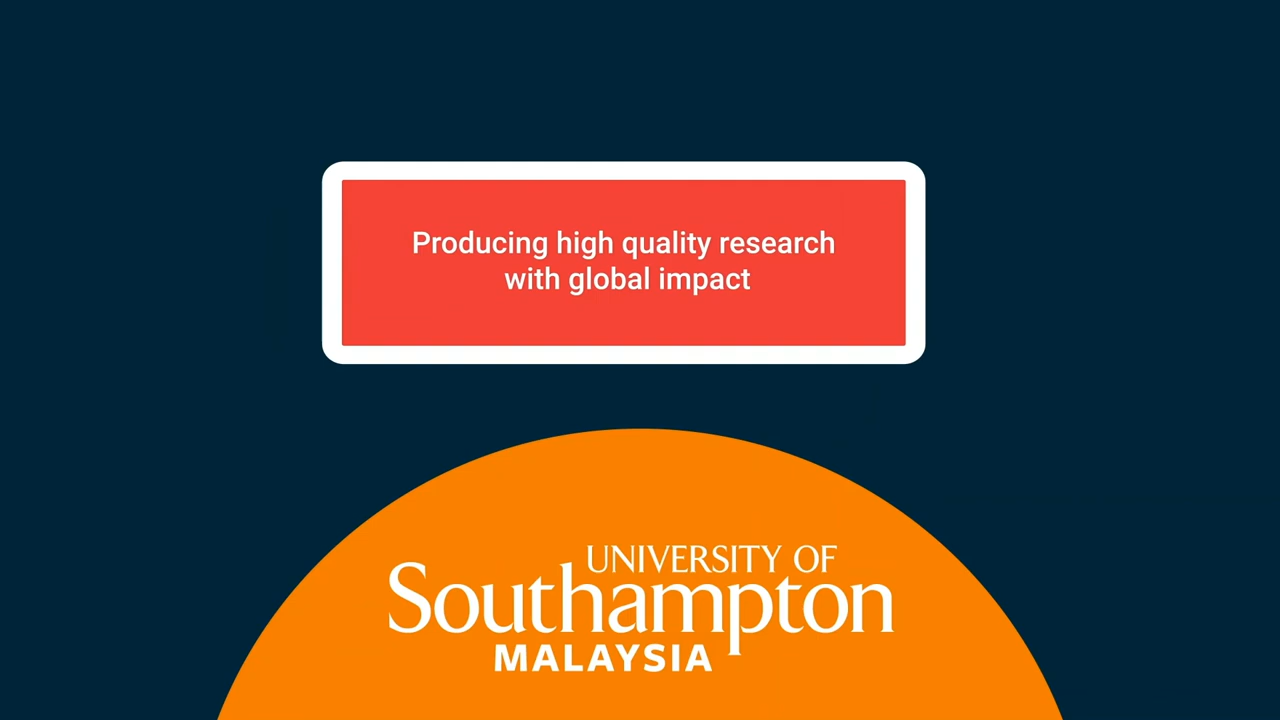 Producing high quality research
with global impact
UNIVERSITY OF
Southampton
MALAYSIA